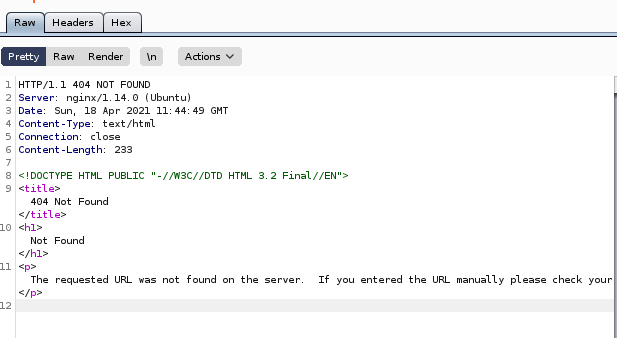 Raw Headers Hex
Pretty Raw Render \n Actions
1 HTTP/1.1 404 NOT FOUND
2 Server: nginx/1.14.0 (Ubuntu)
3 Date: Sun, 18 Apr 2021 11:44:49 GMT
4 Content-Type: text/html
5 Connection: close
6 Content-Length: 233
7
8 <!DOCTYPE HTML PUBLIC "-//W3C//DTD HTML 3.2 Final//EN">
9 <title>
404 Not Found
</title>
10 <h1>
Not Found
</h1>
11 <p>
The requested URL was not found on the server.  If you entered the URL manually please check your
</p>
12